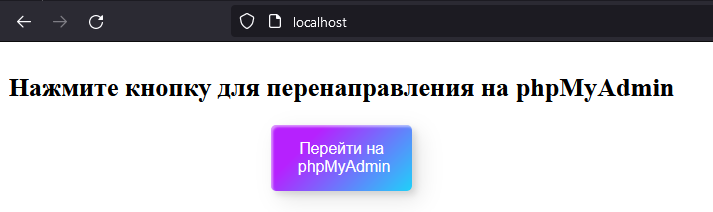 localhost
Нажмите кнопку для перенаправления на phpMyAdmin
Перейти на
phpMyAdmin